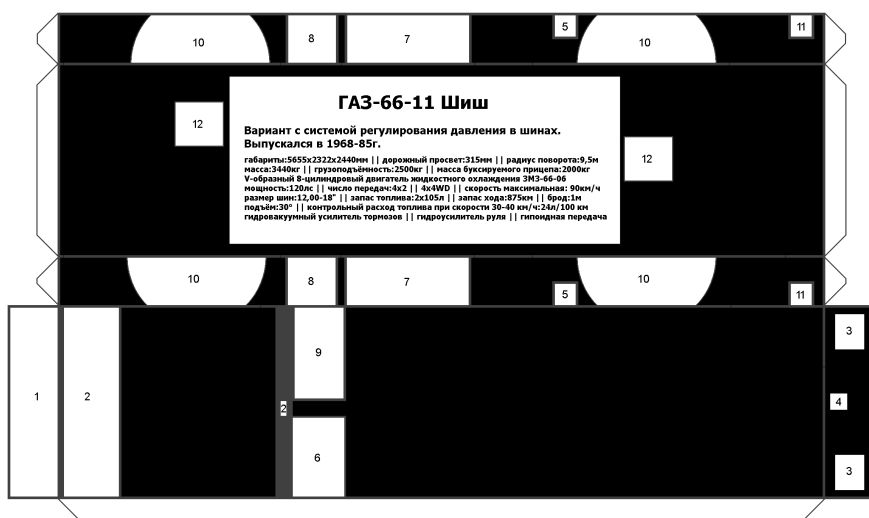 10
8
7
5
10
11
ГАЗ-66-11 Шиш
12
Вариант с системой регулирования давления в шинах.
Выпускался в 1968-85г.
12
габариты:5655х2322х2440мм || дорожный просвет:315мм || радиус поворота:9,5м
масса:3440кг || грузоподъёмность:2500кг || масса буксируемого прицепа:2000кг
V-образный 8-цилиндровый двигатель жидкостного охлаждения ЗМЗ-66-06
мощность:120лс || число передач:4х2 || 4x4WD || скорость максимальная: 90км/ч
размер шин:12,00-18" || запас топлива:2х105л || запас хода:875км || брод:1м
подъём:30° || контрольный расход топлива при скорости 30-40 км/ч:24л/100 км
гидровакуумный усилитель тормозов || гидроусилитель руля || гипоидная передача
10
8
7
5
10
11
1
2
2
9
6
3
4
3